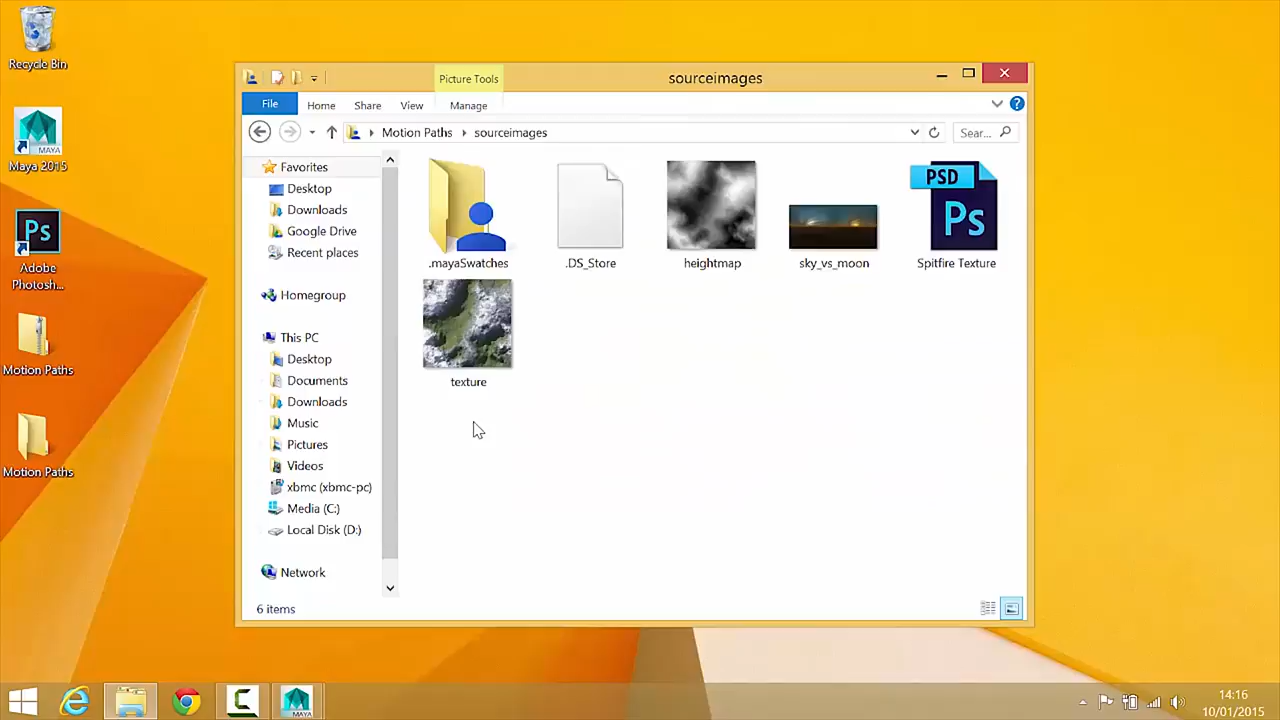 Recycle Bin
MAYA
Maya 2015
Ps
Adobe
Photosh...
Motion Paths
Motion Paths
Picture Tools
sourceimages
File
Home
Share
View
Manage
?
Motion Paths
sourceimages
Sear...
Favorites
Desktop
Downloads
Google Drive
Recent places
Homegroup
This PC
Desktop
Documents
Downloads
Music
Pictures
Videos
xbmc (xbmc-pc)
Media (C:)
Local Disk (D:)
Network
.mayaSwatches
.DS_Store
heightmap
sky_vs_moon
PSD
Ps
Spitfire Texture
texture
6 items
C
MAYA
14:16
10/01/2015